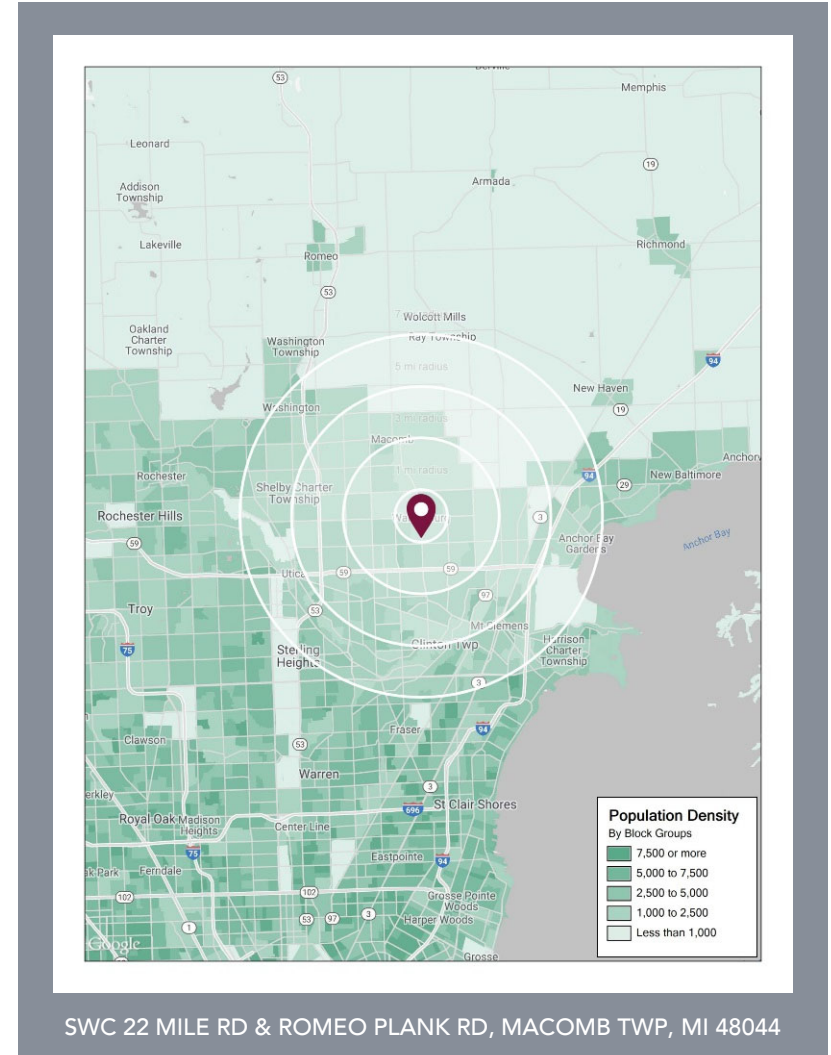 53
Memphis
Leonard
19
Armada
Addison
Township
Lakeville
Richmond
Romeo
53
Wolcott Mills
Oakland
Charter
Township
Washington
Township
Ray Township
94
5 mi radius
New Haven
Washington
19
3 mi radius
Macomb
Anchor
Rochester
1 mi radius
94
New Baltimore
29
Shelby Charter
Township
Rochester Hills
3
59
Anchor Bay
Gardens
Anchor Bay
Utica
59
59
97
Troy
53
Mt Clemens
75
Sterling
Heights
Clinton Twp
Harrison
Charter
Township
3
Fraser
94
Clawson
53
Warren
3
erkley
696
St Clair Shores
Royal Oak
Madison
Heights
Center Line
75
Eastpointe
94
ak Park
Ferndale
102
102
Grosse Pointe
Woods
1
53
97
3
Harper Woods
Google
Grosse
Population Density
By Block Groups
7,500 or more
5,000 to 7,500
2,500 to 5,000
1,000 to 2,500
Less than 1,000
SWC 22 MILE RD & ROMEO PLANK RD, MACOMB TWP, MI 48044